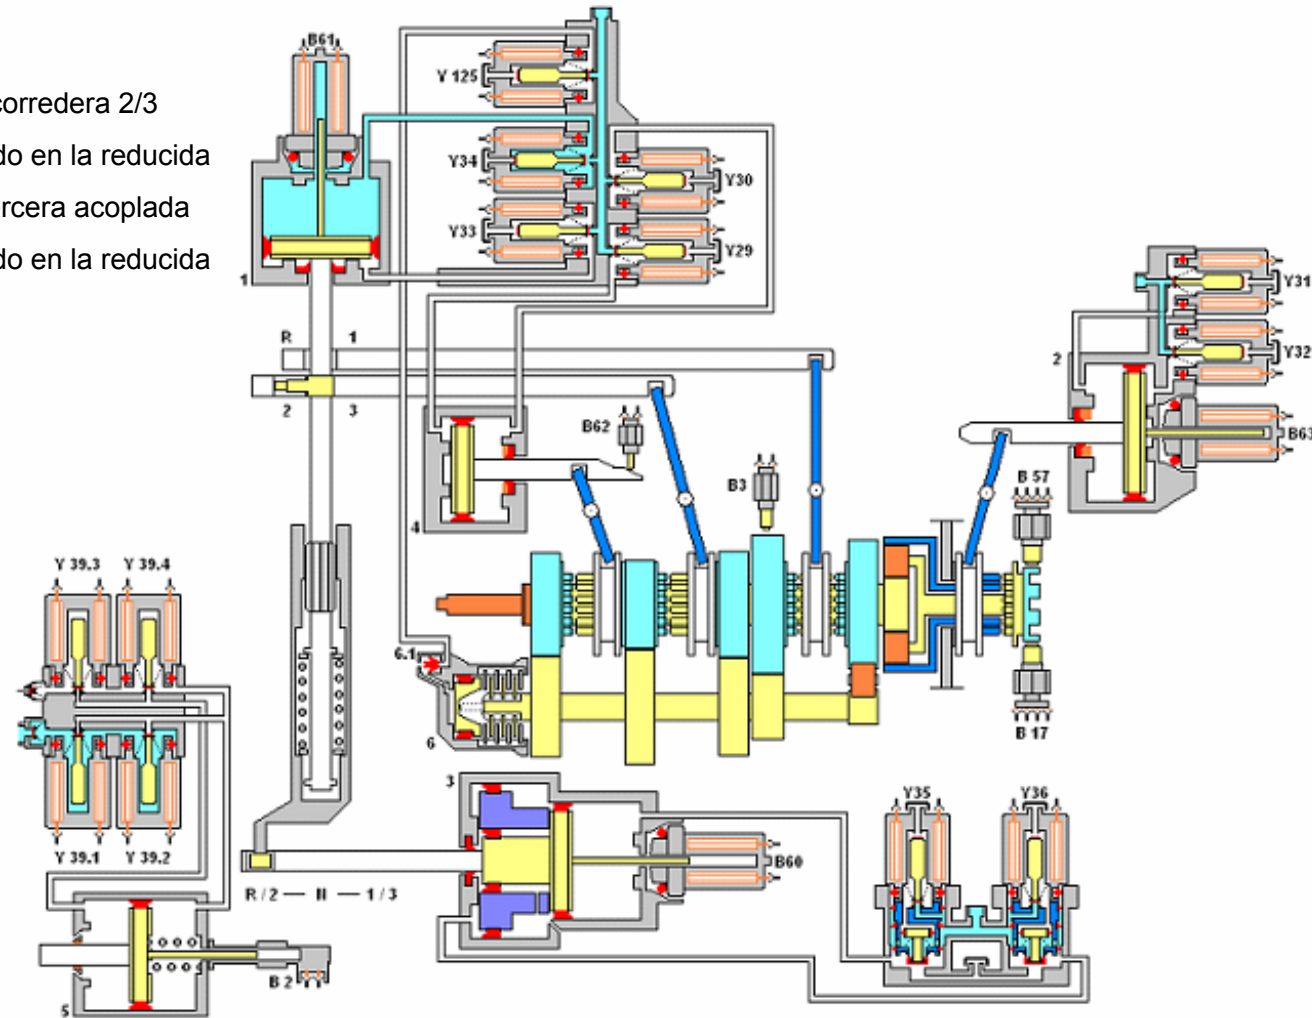 B61
Y 125
corredera 2/3
do en la reducida
Y34
Y30
ercera acoplada
Y33
Y29
do en la reducida
1
Y31
R 1
Y32
2
2 3
B62
B63
B3
B 57
4
Y 39.3 Y 39.4
6.1
B 17
6
3
Y35 Y36
Y 39.1 Y 39.2
B60
R / 2 — N — 1 / 3
B 2
5